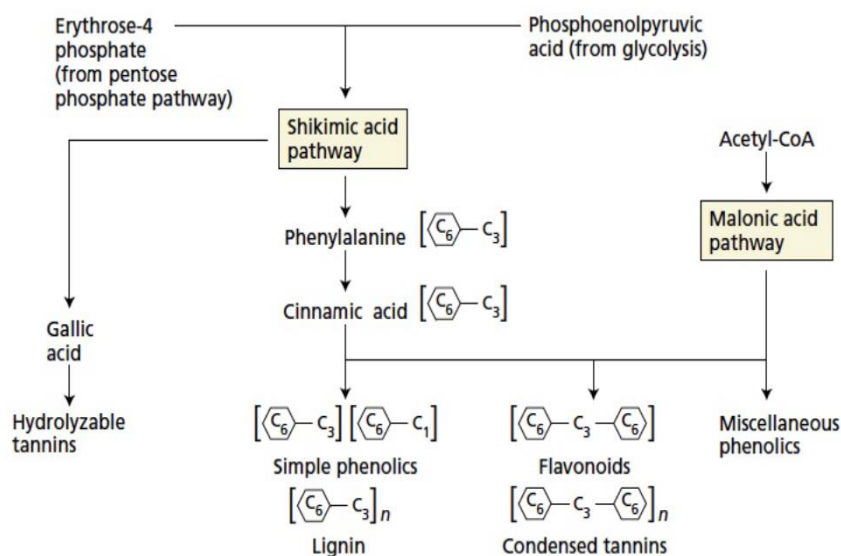 Erythrose-4
phosphate
(from pentose
phosphate pathway)
Phosphoenolpyruvic
acid (from glycolysis)
Shikimic acid
pathway
Acetyl-CoA
Malonic acid
pathway
Phenylalanine [C6—C3]
Cinnamic acid [C6—C3]
Gallic
acid
Hydrolyzable
tannins
[C6—C3] [C6—C1]
Simple phenolics
[C6—C3]n
Lignin
[C6—C3—C6]
Flavonoids
[C6—C3—C6]n
Condensed tannins
Miscellaneous
phenolics